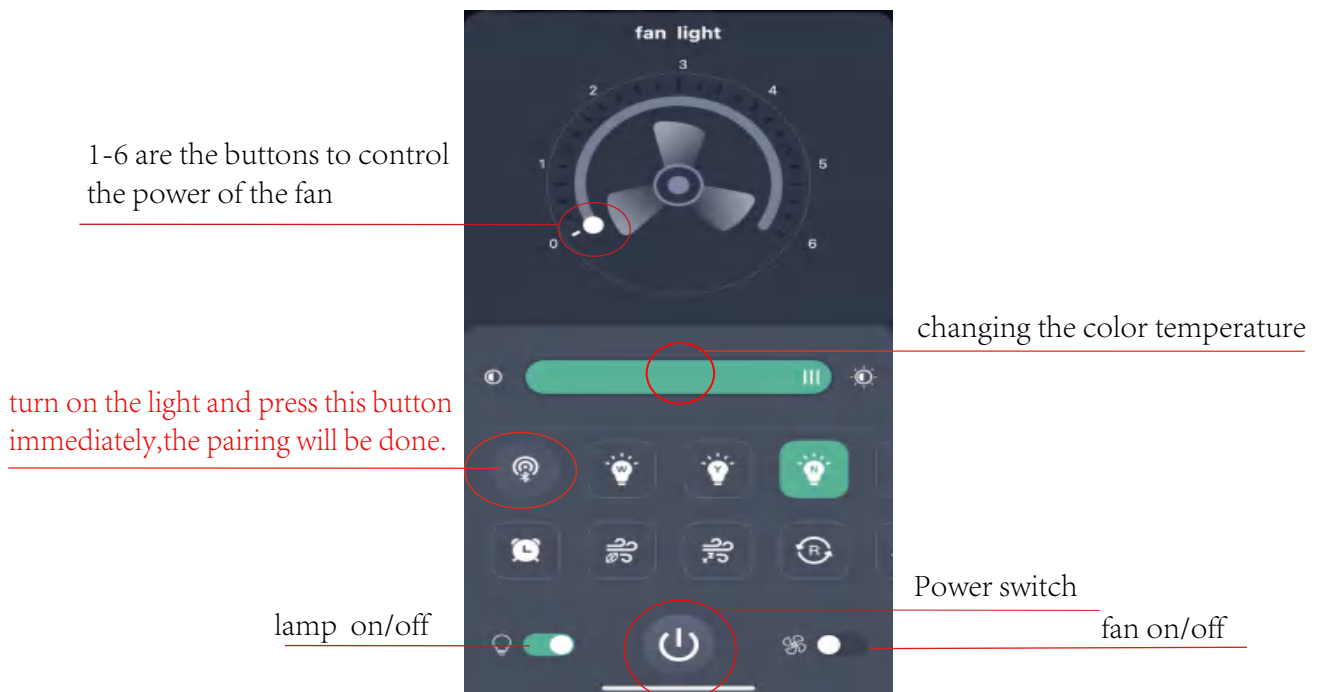 fan light
3
2
4
1-6 are the buttons to control
the power of the fan
1
5
0
6
changing the color temperature
turn on the light and press this button
immediately,the pairing will be done.
W
Y
N
R
z z z
Power switch
lamp on/off
fan on/off